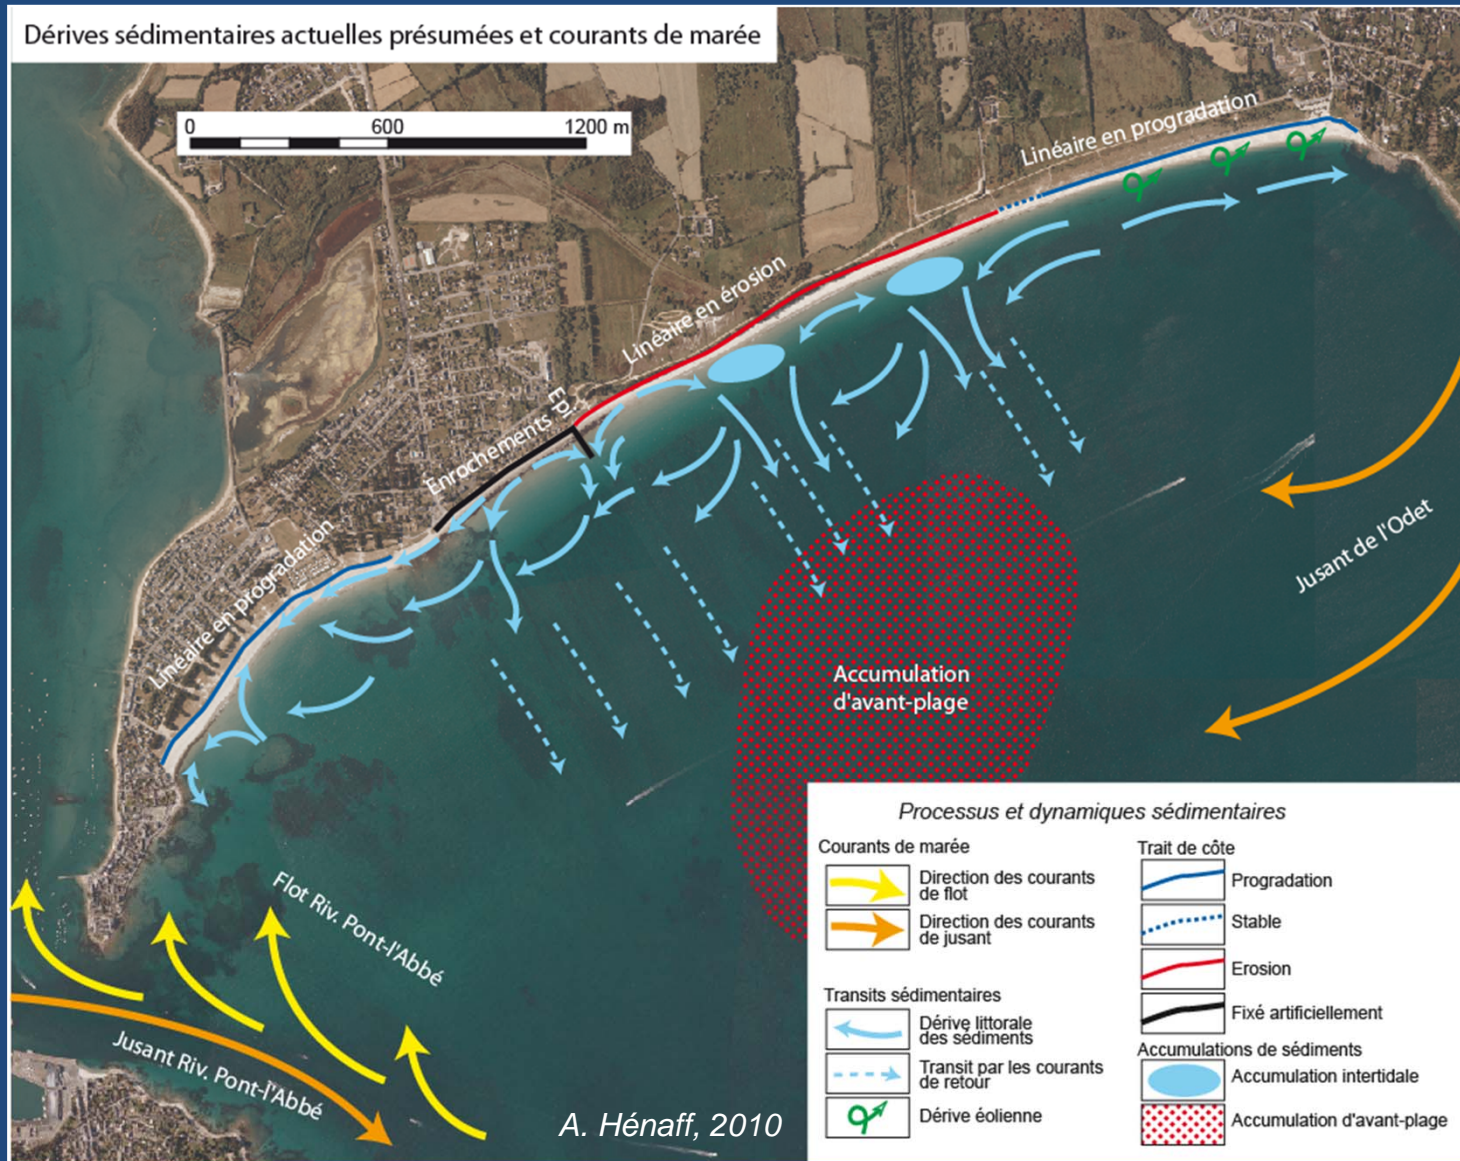 Dérives sédimentaires actuelles présumées et courants de marée
0 600 1200 m
Linéaire en progradation
Linéaire en érosion
Epi
Enrochements
Linéaire en progradation
Jusant de l'Odet
Accumulation
d'avant-plage
Flot Riv. Pont-l'Abbé
Jusant Riv. Pont-l'Abbé
A. Hénaff, 2010
Processus et dynamiques sédimentaires
Courants de marée
Direction des courants
de flot
Direction des courants
de jusant
Transits sédimentaires
Dérive littorale
des sédiments
Transit par les courants
de retour
Dérive éolienne
Trait de côte
Progradation
Stable
Erosion
Fixé artificiellement
Accumulations de sédiments
Accumulation intertidale
Accumulation d'avant-plage